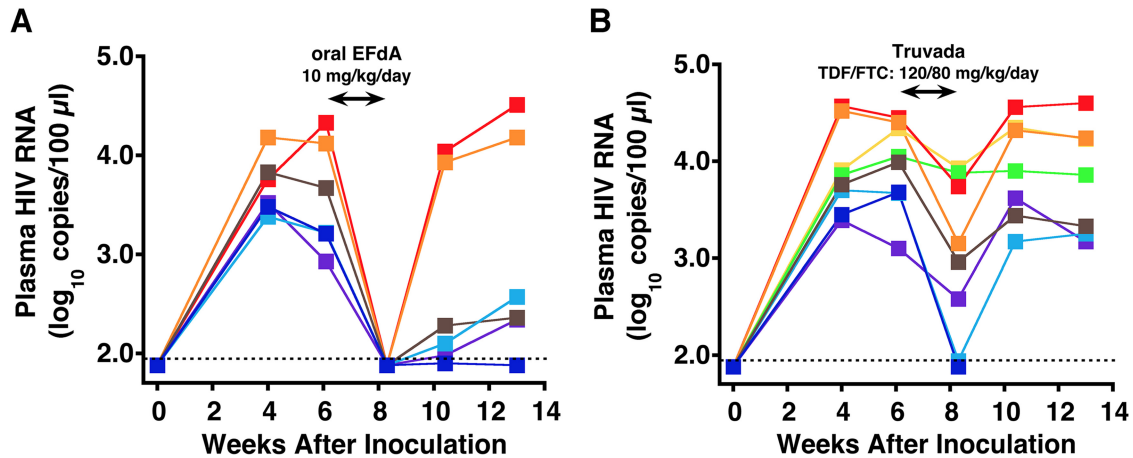 A
oral EFdA
10 mg/kg/day
Plasma HIV RNA
(log10 copies/100 µl)
5.0
4.0
3.0
2.0
0 2 4 6 8 10 12 14
Weeks After Inoculation
B
Truvada
TDF/FTC: 120/80 mg/kg/day
Plasma HIV RNA
(log10 copies/100 µl)
5.0
4.0
3.0
2.0
0 2 4 6 8 10 12 14
Weeks After Inoculation